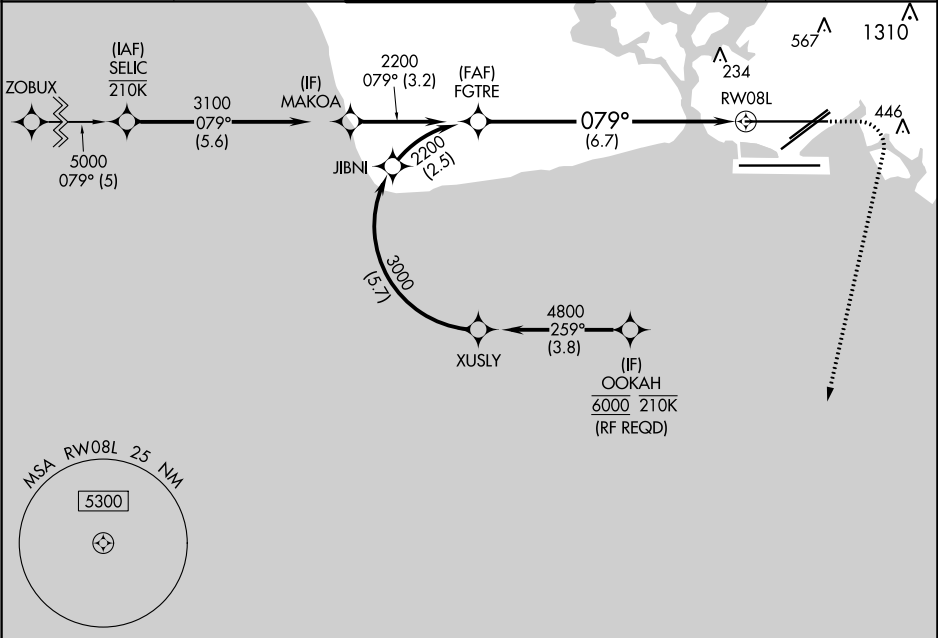 1310
567
234
446
(IAF)
SELIC
210K
ZOBUX
(IF)
MAKOA
2200
079° (3.2)
(FAF)
FGTRE
RW08L
3100
079°
(5.6)
079°
(6.7)
5000
079° (5)
JIBNI
2200
(2.5)
3000
(5.7)
4800
259°
(3.8)
XUSLY
(IF)
OOKAH
6000 210K
(RF REQD)
MSA RW08L 25 NM
5300